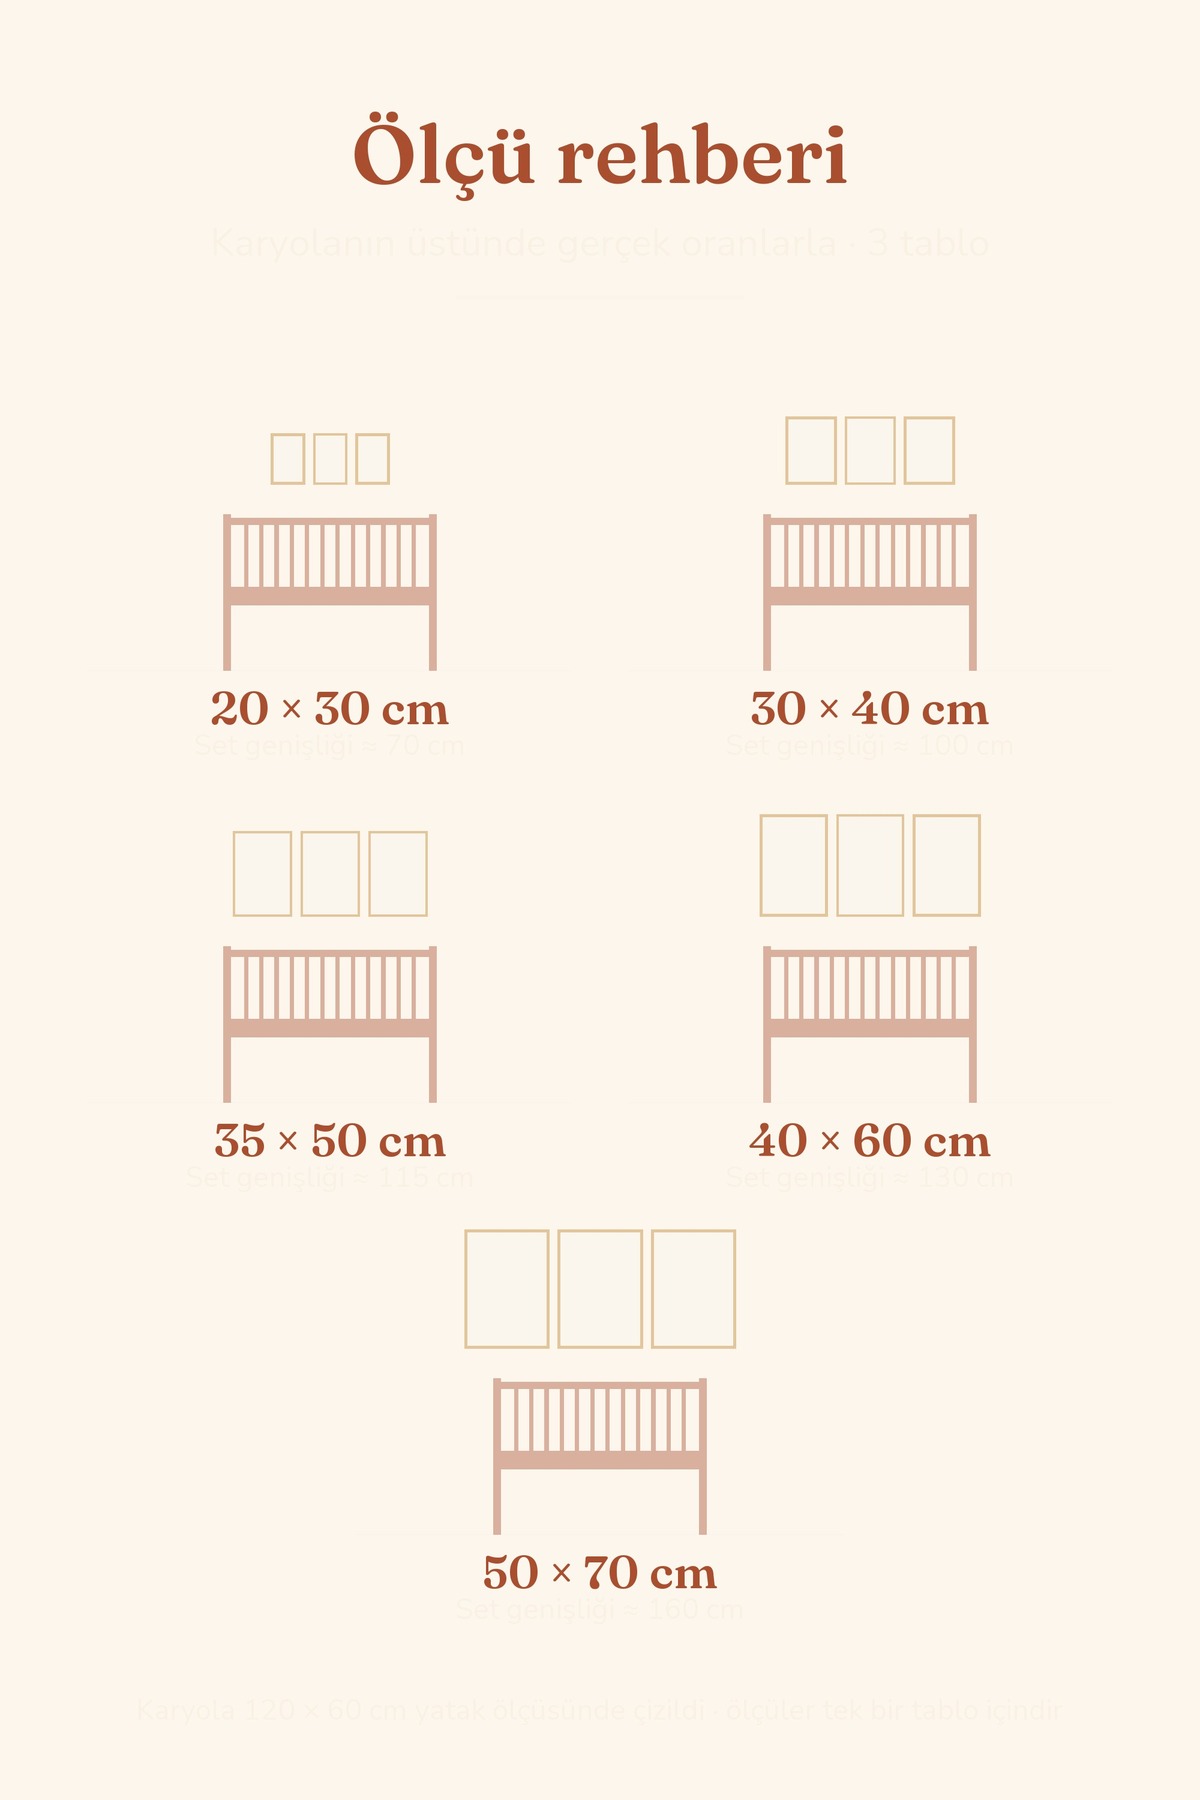 Ölçü rehberi
Karyolanın üstünde gerçek oranlarla · 3 tablo
20 × 30 cm
Set genişliği ≈ 70 cm
30 × 40 cm
Set genişliği ≈ 100 cm
35 × 50 cm
Set genişliği ≈ 115 cm
40 × 60 cm
Set genişliği ≈ 130 cm
50 × 70 cm
Set genişliği ≈ 160 cm
Karyola 120 × 60 cm yatak ölçüsünde çizildi · ölçüler tek bir tablo içindir